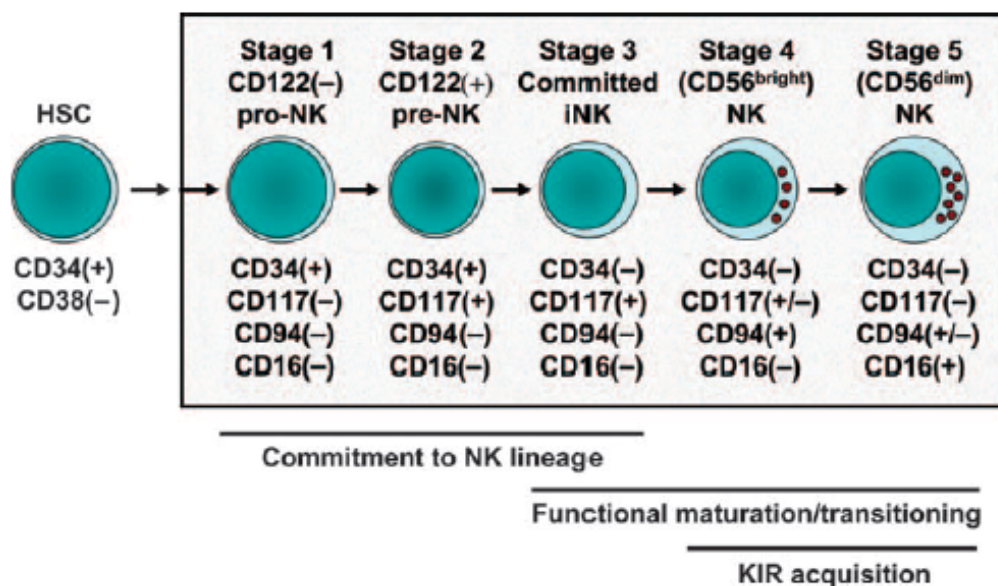 HSC
CD34(+)
CD38(–)
Stage 1
CD122(–)
pro-NK
CD34(+)
CD117(–)
CD94(–)
CD16(–)
Stage 2
CD122(+)
pre-NK
CD34(+)
CD117(+)
CD94(–)
CD16(–)
Stage 3
Committed
iNK
CD34(–)
CD117(+)
CD94(–)
CD16(–)
Stage 4
(CD56bright)
NK
CD34(–)
CD117(+/–)
CD94(+)
CD16(–)
Stage 5
(CD56dim)
NK
CD34(–)
CD117(–)
CD94(+/–)
CD16(+)
Commitment to NK lineage
Functional maturation/transitioning
KIR acquisition